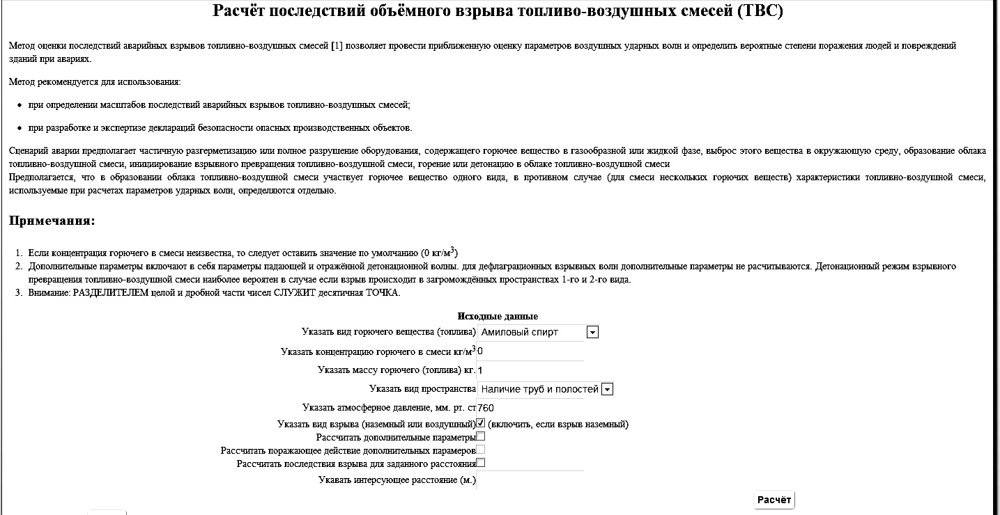 Расчёт последствий объёмного взрыва топливо-воздушных смесей (ТВС)
Метод оценки последствий аварийных взрывов топливно-воздушных смесей [1] позволяет провести приближенную оценку параметров воздушных ударных волн и определить вероятные степени поражения людей и повреждений
зданий при авариях.
Метод рекомендуется для использования:
• при определении масштабов последствий аварийных взрывов топливно-воздушных смесей;
• при разработке и экспертизе деклараций безопасности опасных производственных объектов.
Сценарий аварии предполагает частичную разгерметизацию или полное разрушение оборудования, содержащего горючее вещество в газообразной или жидкой фазе, выброс этого вещества в окружающую среду, образование облака
топливно-воздушной смеси, инициирование взрывного превращения топливно-воздушной смеси, горение или детонацию в облаке топливно-воздушной смеси
Предполагается, что в образовании облака топливно-воздушной смеси участвует горючее вещество одного вида, в противном случае (для смеси нескольких горючих веществ) характеристики топливно-воздушной смеси,
используемые при расчетах параметров ударных волн, определяются отдельно.
Примечания:
1. Если концентрация горючего в смеси неизвестна, то следует оставить значение по умолчанию (0 кг/м3)
2. Дополнительные параметры включают в себя параметры падающей и отражённой детонационной волны. для дефлаграционных взрывных волн дополнительные параметры не расчитываются. Детонационный режим взрывного
превращения топливно-воздушной смеси наиболее вероятен в случае если взрыв происходит в загромождённых пространствах 1-го и 2-го вида.
3. Внимание: РАЗДЕЛИТЕЛЕМ целой и дробной части чисел СЛУЖИТ десятичная ТОЧКА.
Исходные данные
Указать вид горючего вещества (топлива) Амиловый спирт
Указать концентрацию горючего в смеси кг/м3 0
Указать массу горючего (топлива) кг. 1
Указать вид пространства Наличие труб и полостей
Указать атмосферное давление, мм. рт. ст 760
Указать вид взрыва (наземный или воздушный) (включить, если взрыв наземный)
Рассчитать дополнительные параметры
Рассчитать поражающее действие дополнительных парамеров
Рассчитать последствия взрыва для заданного расстояния
Укавать интерсующее расстояние (м.)
Расчёт